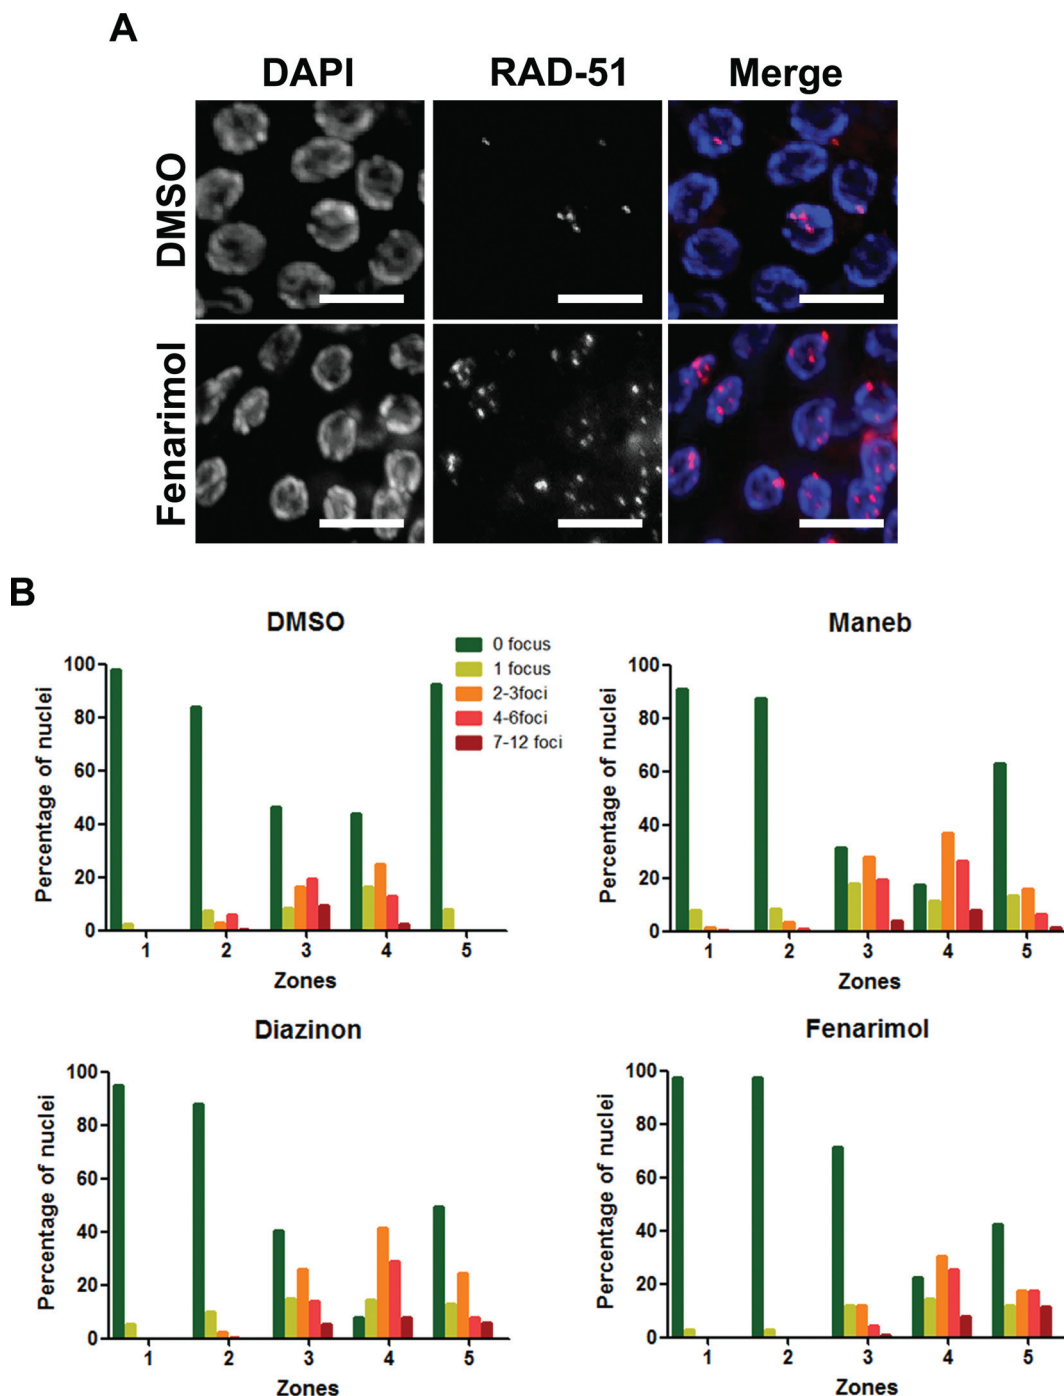 A
DAPI RAD-51 Merge
DMSO
Fenarimol
B
DMSO
0 focus
1 focus
2-3foci
4-6foci
7-12 foci
Percentage of nuclei
100
80
60
40
20
0
1 2 3 4 5
Zones
Maneb
Percentage of nuclei
100
80
60
40
20
0
1 2 3 4 5
Zones
Diazinon
Percentage of nuclei
100
80
60
40
20
0
1 2 3 4 5
Zones
Fenarimol
Percentage of nuclei
100
80
60
40
20
0
1 2 3 4 5
Zones